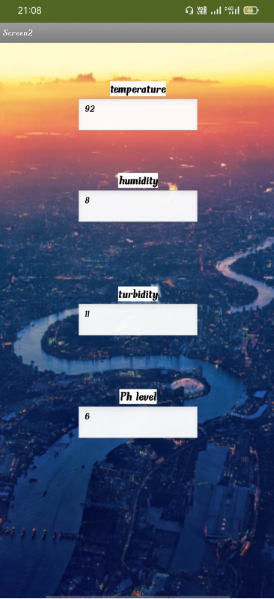 21:08
Screen2
temperature
92
humidity
8
turbidity
11
Ph level
6